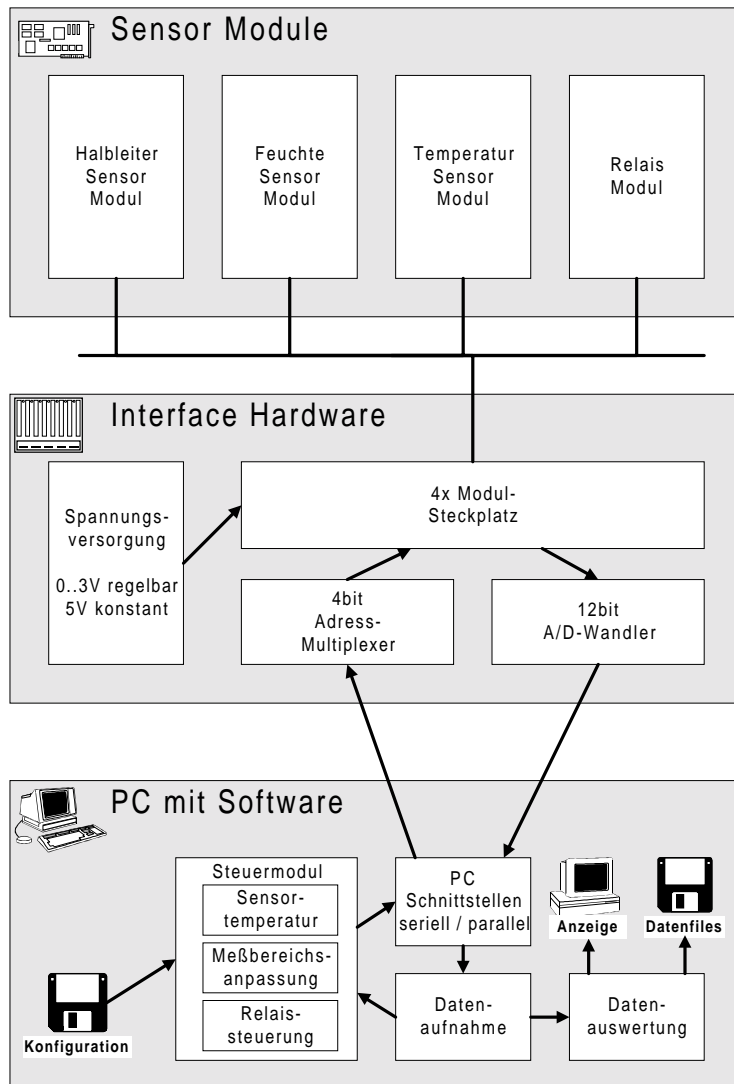 Sensor Module
Halbleiter
Sensor
Modul
Feuchte
Sensor
Modul
Temperatur
Sensor
Modul
Relais
Modul
Interface Hardware
Spannungs-
versorgung
0..3V regelbar
5V konstant
4x Modul-
Steckplatz
4bit
Adress-
Multiplexer
12bit
A/D-Wandler
PC mit Software
Steuermodul
Sensor-
temperatur
Meßbereichs-
anpassung
Relais-
steuerung
PC
Schnittstellen
seriell / parallel
Anzeige
Datenfiles
Konfiguration
Daten-
aufnahme
Daten-
auswertung